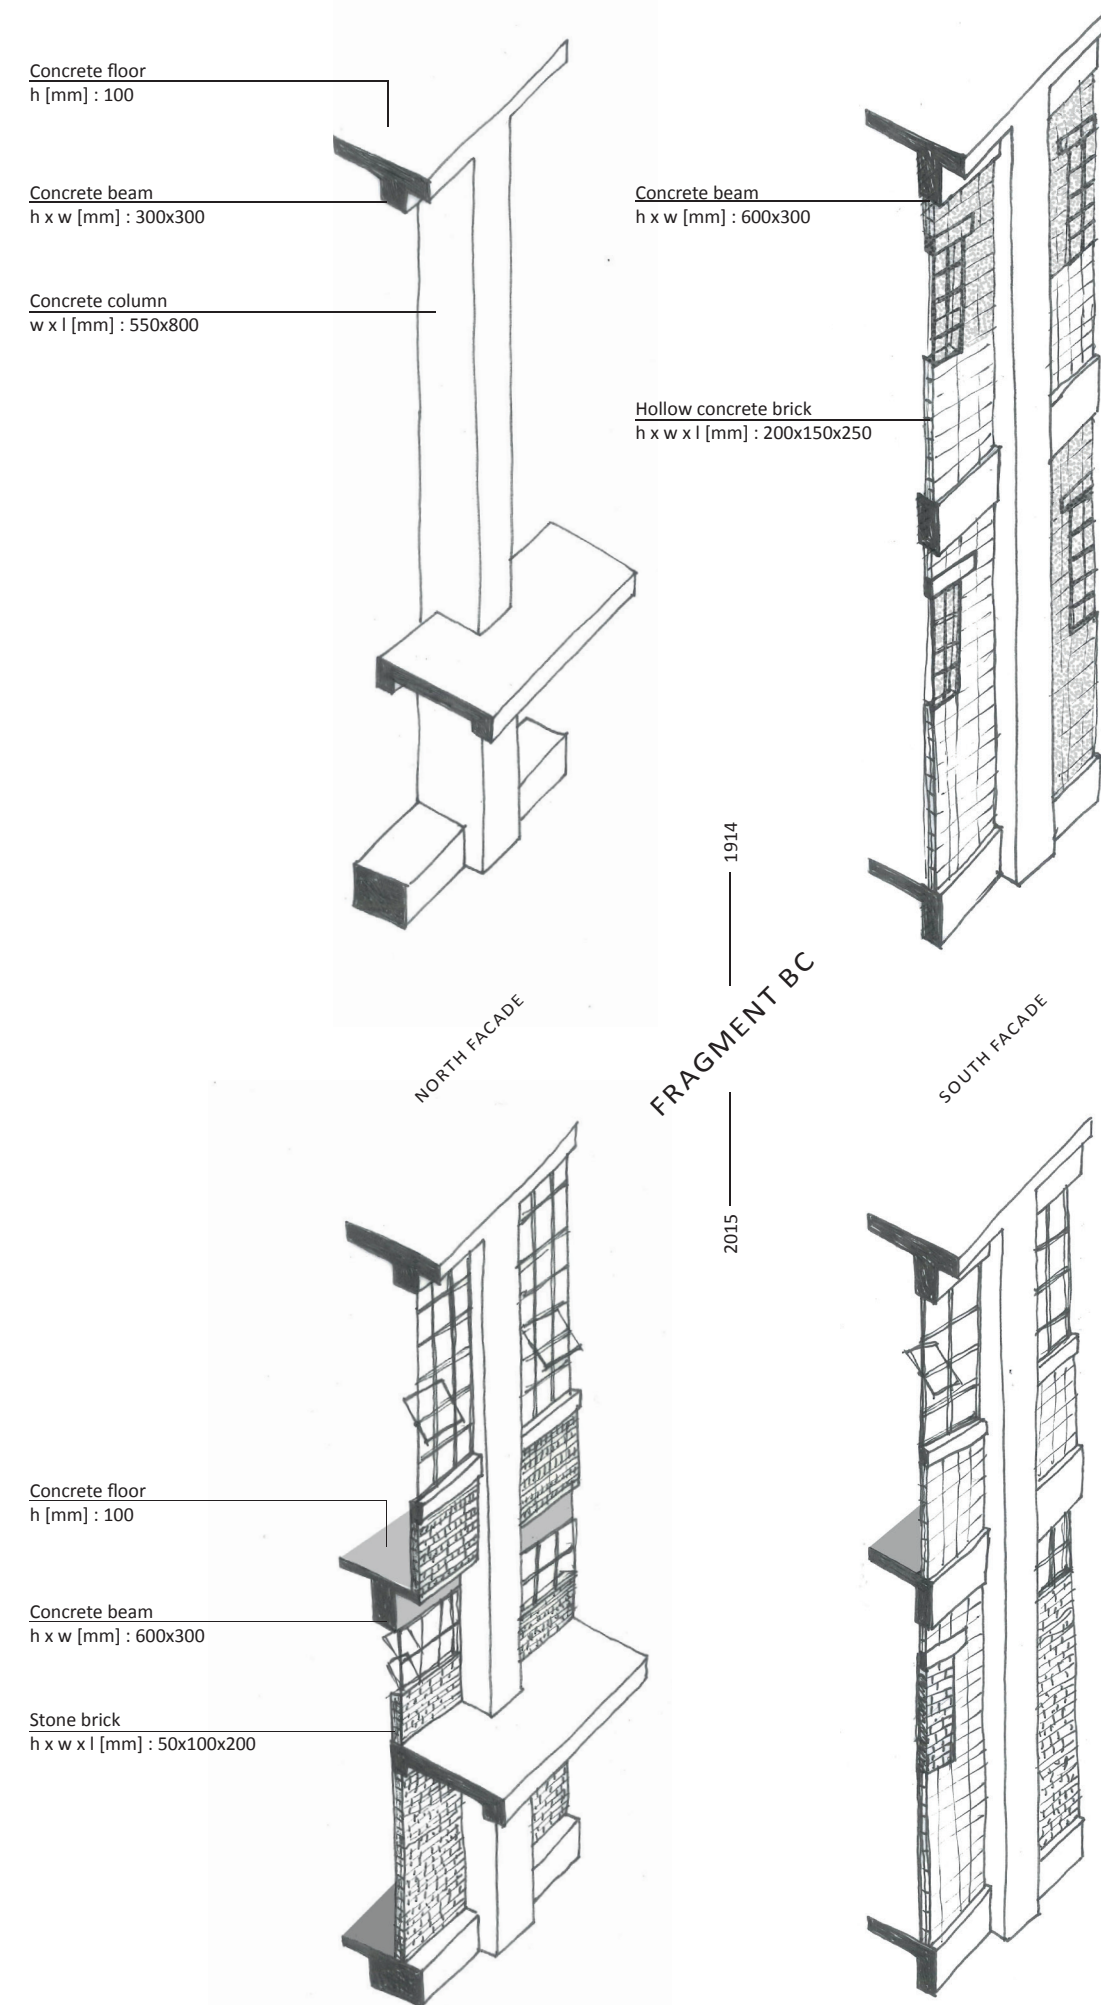 Concrete floor
h [mm] : 100
Concrete beam
h x w [mm] : 300x300
Concrete column
w x l [mm] : 550x800
Concrete beam
h x w [mm] : 600x300
Hollow concrete brick
h x w x l [mm] : 200x150x250
1914
NORTH FACADE
FRAGMENT BC
SOUTH FACADE
2015
Concrete floor
h [mm] : 100
Concrete beam
h x w [mm] : 600x300
Stone brick
h x w x l [mm] : 50x100x200